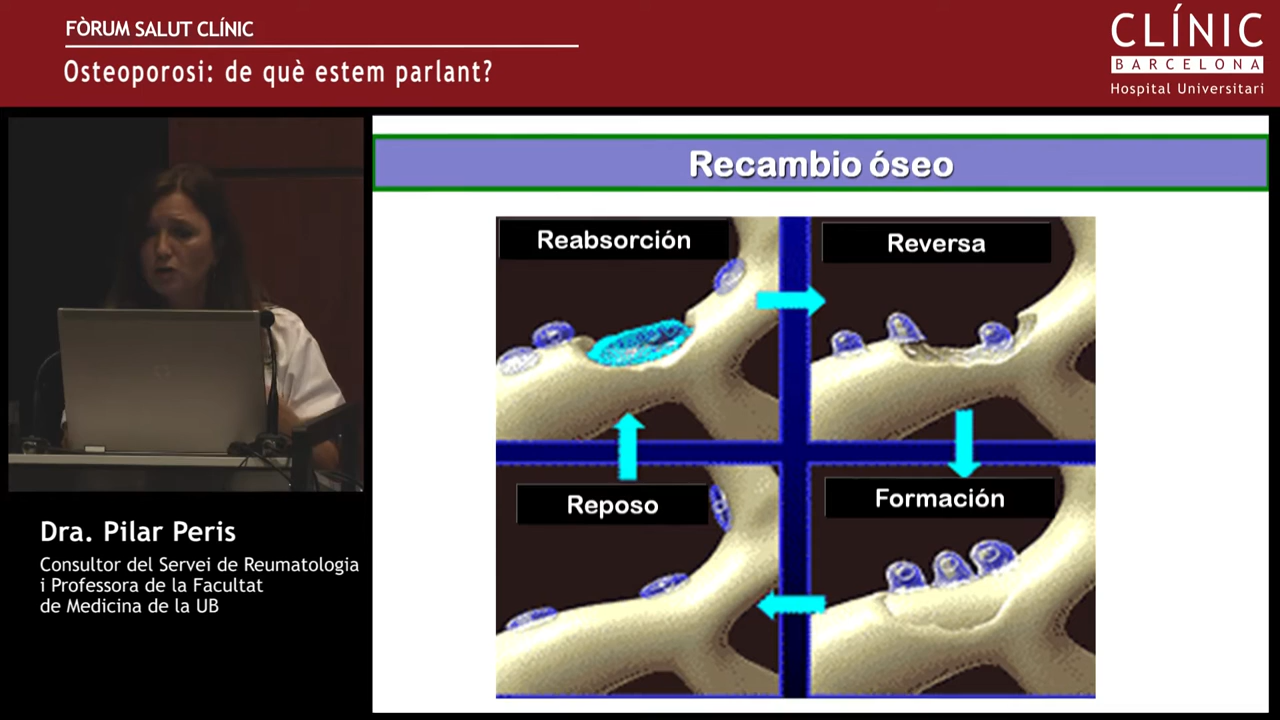 FÒRUM SALUT CLÍNIC
Osteoporosi: de què estem parlant?
CLÍNIC
BARCELONA
Hospital Universitari
Recambio óseo
Reabsorción
Reversa
Reposo
Formación
Dra. Pilar Peris
Consultor del Servei de Reumatologia
i Professora de la Facultat
de Medicina de la UB